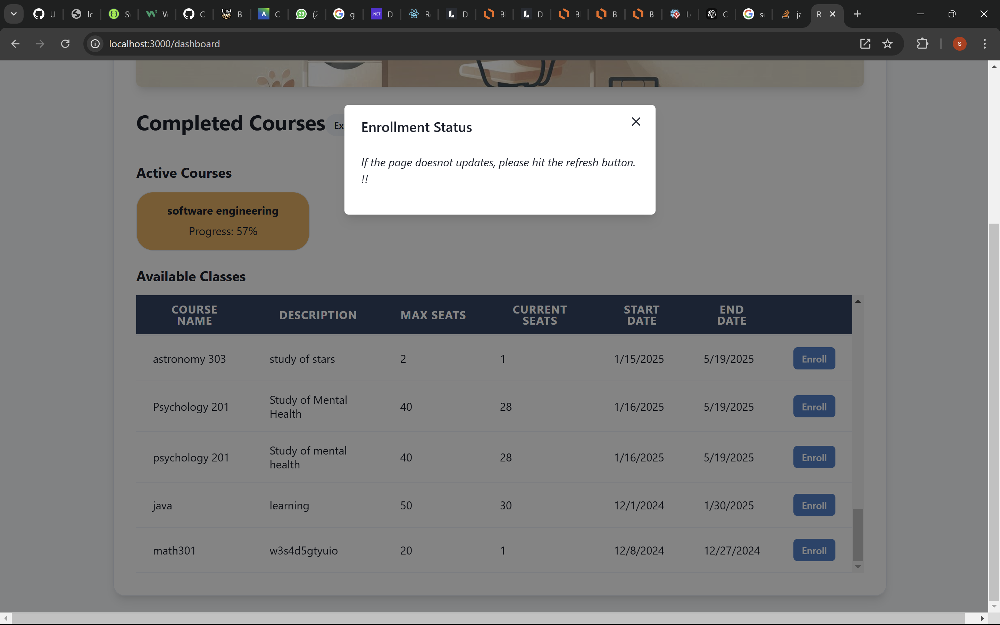 U
Ic
S
W
C
B
C
23
(2
g
.NET
D
R
D
B
D
B
B
B
L
C
s
ja
R
localhost:3000/dashboard
S
Completed Courses
Ex
Enrollment Status
If the page doesnot updates, please hit the refresh button.
!!
Active Courses
software engineering
Progress: 57%
Available Classes
COURSE NAME DESCRIPTION MAX SEATS CURRENT SEATS START DATE END DATE
astronomy 303 study of stars 2 1 1/15/2025 5/19/2025 Enroll
Psychology 201 Study of Mental Health 40 28 1/16/2025 5/19/2025 Enroll
psychology 201 Study of mental health 40 28 1/16/2025 5/19/2025 Enroll
java learning 50 30 12/1/2024 1/30/2025 Enroll
math301 w3s4d5gtyuio 20 1 12/8/2024 12/27/2024 Enroll